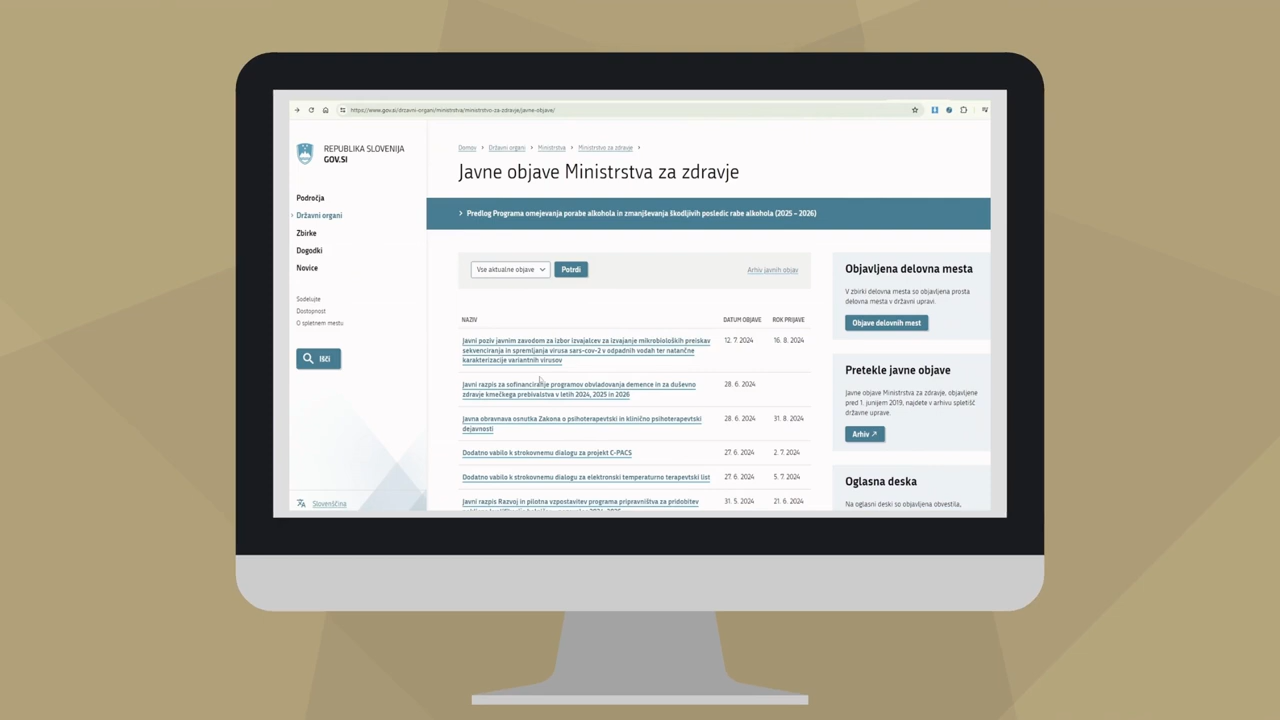 https://www.gov.si/drzavni-organi/ministrstva/ministrstvo-za-zdravje/javne-objave/
REPUBLIKA SLOVENIJA
GOV.SI
Področja
Državni organi
Zbirke
Dogodki
Novice
Sodelujte
Dostopnost
O spletnem mestu
Išči
Slovenščina
Domov
Državni organi
Ministrstva
Ministrstvo za zdravje
Javne objave Ministrstva za zdravje
Predlog Programa omejevanja porabe alkohola in zmanjševanja škodljivih posledic rabe alkohola (2025 – 2026)
Vse aktualne objave
Potrdi
Arhiv javnih objav
NAZIV DATUM OBJAVE ROK PRIJAVE
Javni poziv javnim zavodom za izbor izvajalcev za izvajanje mikrobioloških preiskav 12. 7. 2024 16. 8. 2024
sekvenciranja in spremljanja virusa sars-cov-2 v odpadnih vodah ter natančne
karakterizacije variantnih virusov
Javni razpis za sofinanciranje programov obvladovanja demence in za duševno 28. 6. 2024
zdravje kmečkega prebivalstva v letih 2024, 2025 in 2026
Javna obravnava osnutka Zakona o psihoterapevtski in klinično psihoterapevtski 28. 6. 2024 31. 8. 2024
dejavnosti
Dodatno vabilo k strokovnemu dialogu za projekt C-PACS 27. 6. 2024 2. 7. 2024
Dodatno vabilo k strokovnemu dialogu za elektronski temperaturno terapevtski list 27. 6. 2024 5. 7. 2024
Javni razpis Razvoj in pilotna vzpostavitev programa pripravništva za pridobitev 31. 5. 2024 21. 6. 2024
Objavljena delovna mesta
V zbirki delovna mesta so objavljena prosta
delovna mesta v državni upravi.
Objave delovnih mest
Pretekle javne objave
Javne objave Ministrstva za zdravje, objavljene
pred 1. junijem 2019, najdete v arhivu spletišč
državne uprave.
Arhiv
Oglasna deska
Na oglasni deski so objavljena obvestila,